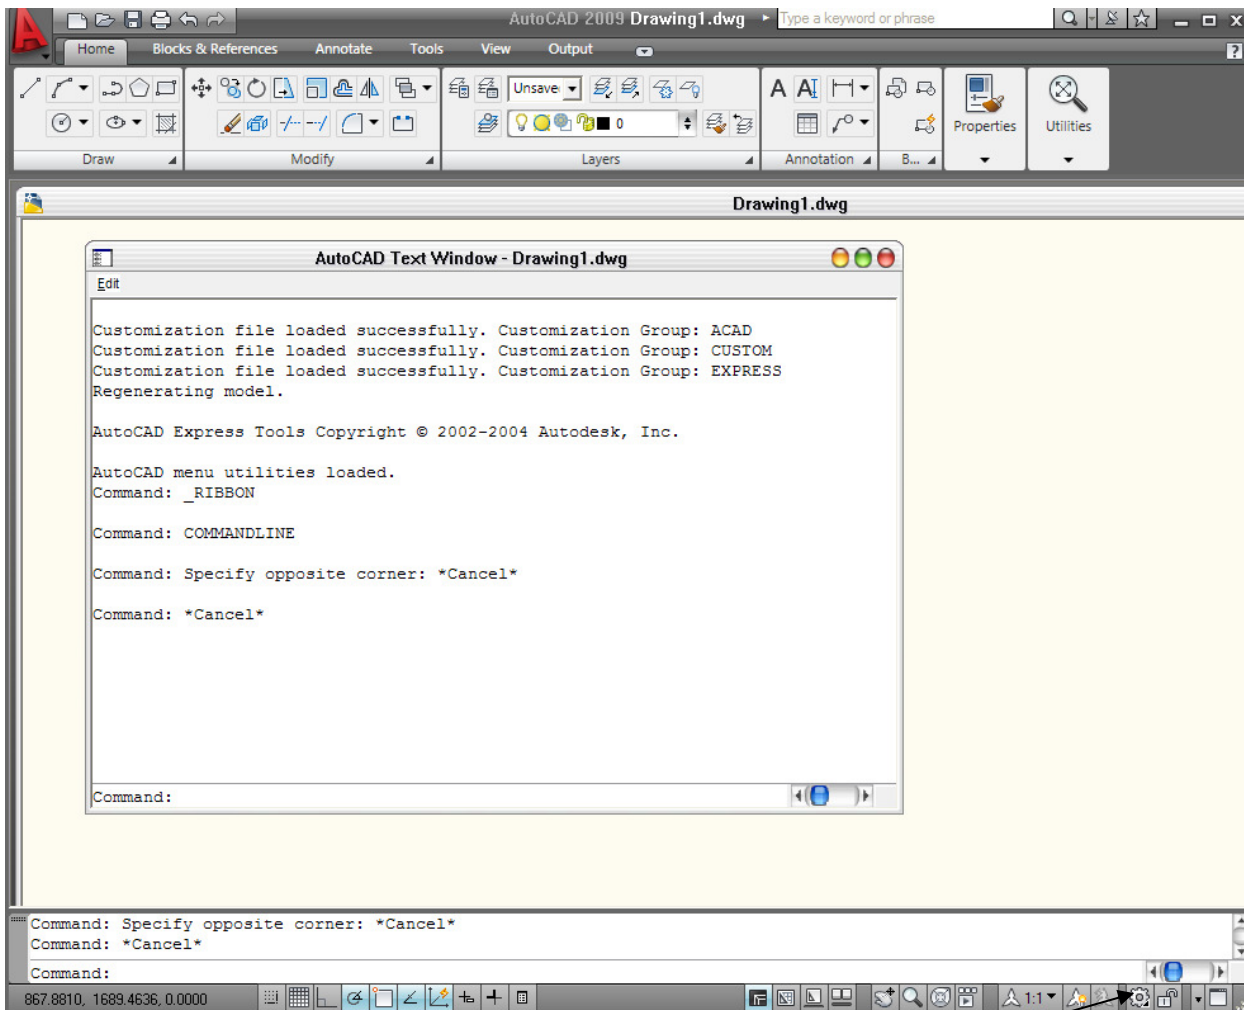 AutoCAD 2009 Drawing1.dwg
Type a keyword or phrase
Home Blocks & References Annotate Tools View Output
?
Unsave
0
A AI
Properties
Utilities
Draw
Modify
Layers
Annotation
B...
Drawing1.dwg
AutoCAD Text Window - Drawing1.dwg
Edit
Customization file loaded successfully. Customization Group: ACAD
Customization file loaded successfully. Customization Group: CUSTOM
Customization file loaded successfully. Customization Group: EXPRESS
Regenerating model.
AutoCAD Express Tools Copyright © 2002-2004 Autodesk, Inc.
AutoCAD menu utilities loaded.
Command: _RIBBON
Command: COMMANDLINE
Command: Specify opposite corner: *Cancel*
Command: *Cancel*
Command:
Command: Specify opposite corner: *Cancel*
Command: *Cancel*
Command:
867.8810, 1689.4636, 0.0000
1:1